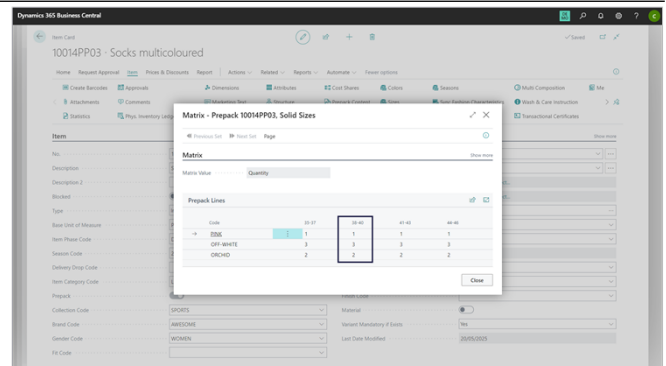 Dynamics 365 Business Central
Item Card
Saved
10014PP03 · Socks multicoloured
Home Request Approval Item Prices & Discounts Report Actions Related Reports Automate Fewer options
Create Barcodes Approvals Dimensions Attributes Cost Shares Colors Seasons Multi Composition Me
Attachments Comments Marketing Text Structure Prepack Content Sizes Wash & Care Instruction
Statistics Phys. Inventory Ledg Transactional Certificates
Matrix - Prepack 10014PP03, Solid Sizes
Previous Set Next Set Page
Item
Show more
Matrix
Show more
Matrix Value Quantity
Prepack Lines
Code 35-37 38-40 41-43 44-46
PINK 1 1 1 1
OFF-WHITE 3 3 3 3
ORCHID 2 2 2 2
Close
No.
Description
Description 2
Blocked
Type
Base Unit of Measure
Item Phase Code
Season Code
Delivery Drop Code
Item Category Code
Prepack
Finish Code
Collection Code SPORTS Material
Brand Code AWESOME Variant Mandatory if Exists Yes
Gender Code WOMEN Last Date Modified 20/05/2025
Fit Code